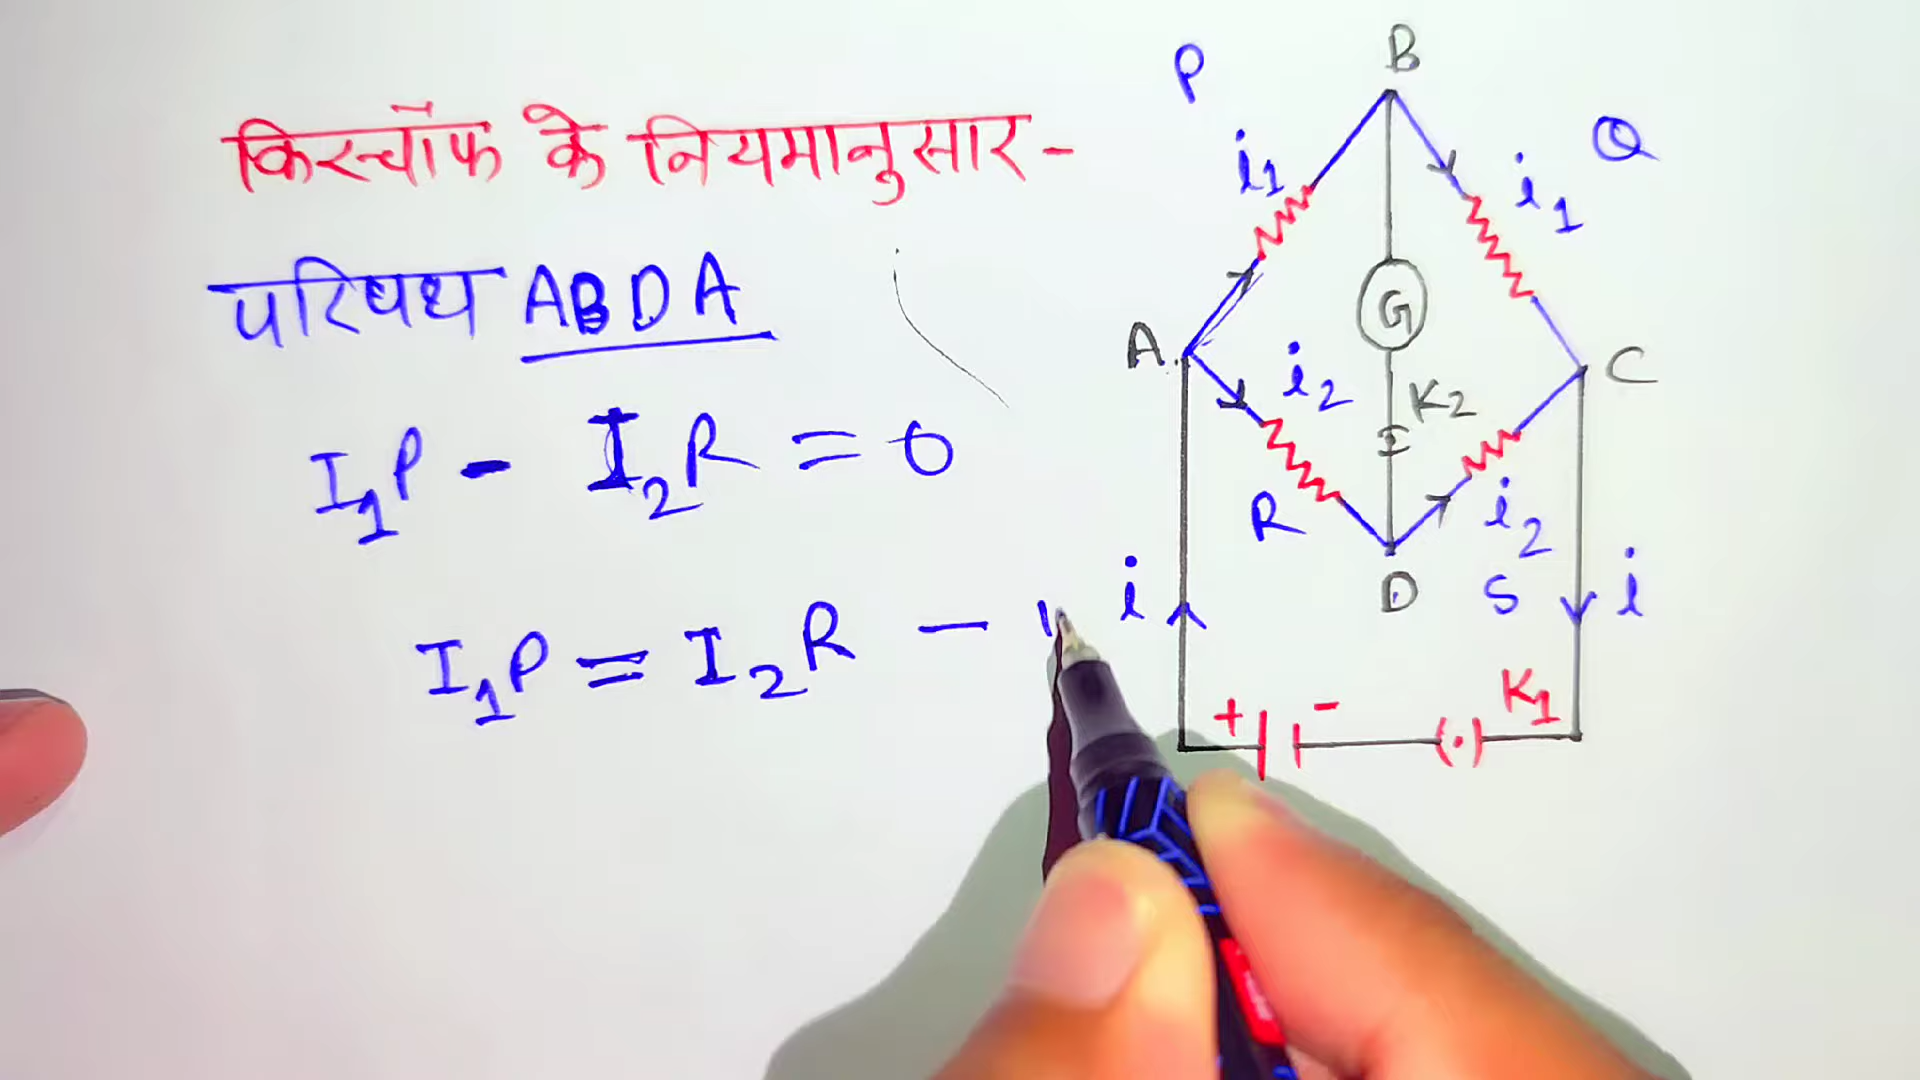 किरचॉफ के नियमानुसार-
परिपथ ABDA
I₁P - I₂R = 0
I₁P = I₂R -
B
P
Q
i₁
i₁
G
A
C
i₂
K₂
R
i₂
D
S
i
i
+
-
K₁
(.)